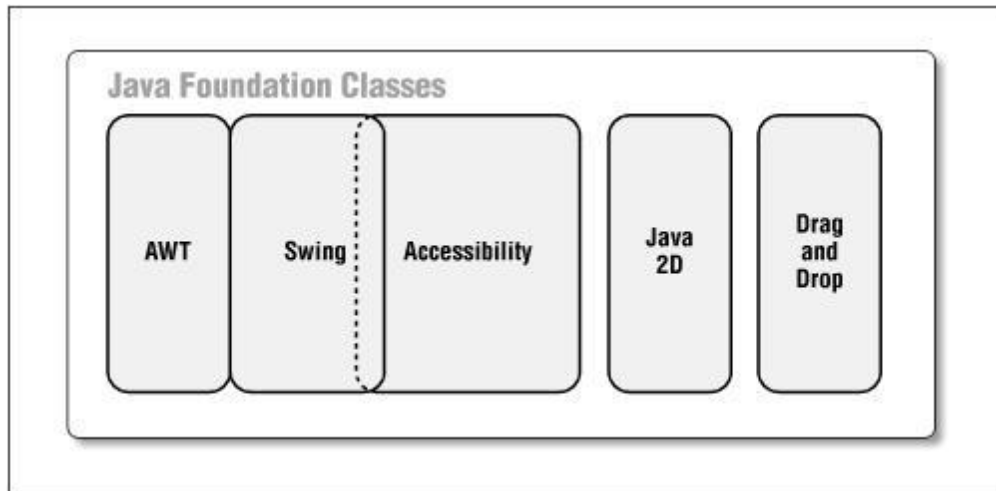 Java Foundation Classes
AWT
Swing
Accessibility
Java
2D
Drag
and
Drop